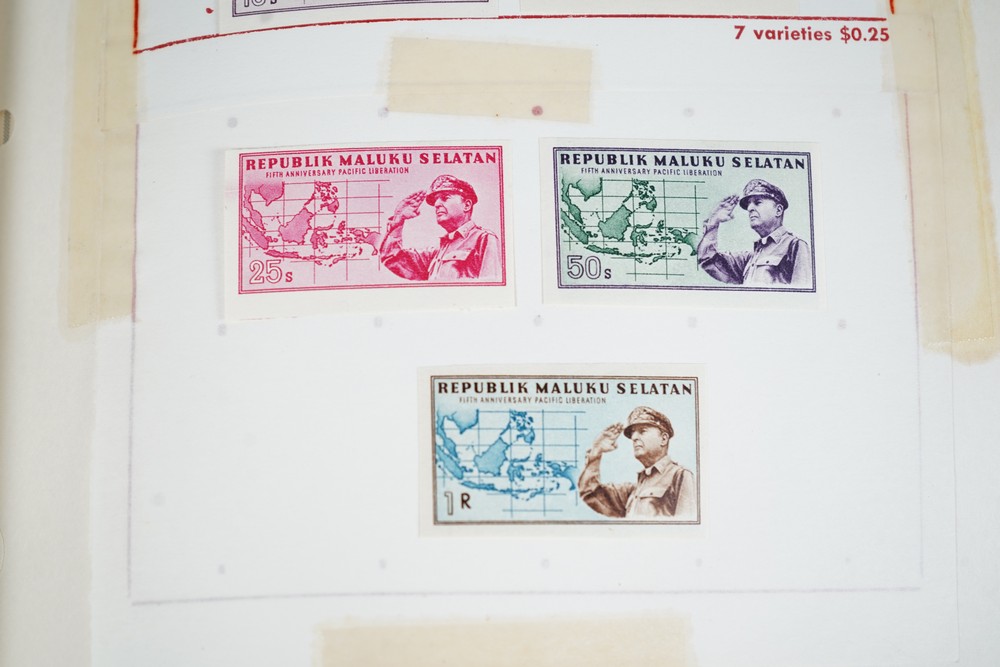 7 varieties $0.25
REPUBLIK MALUKU SELATAN
FIFTH ANNIVERSARY PACIFIC LIBERATION
25s
REPUBLIK MALUKU SELATAN
FIFTH ANNIVERSARY PACIFIC LIBERATION
50s
REPUBLIK MALUKU SELATAN
FIFTH ANNIVERSARY PACIFIC LIBERATION
1 R